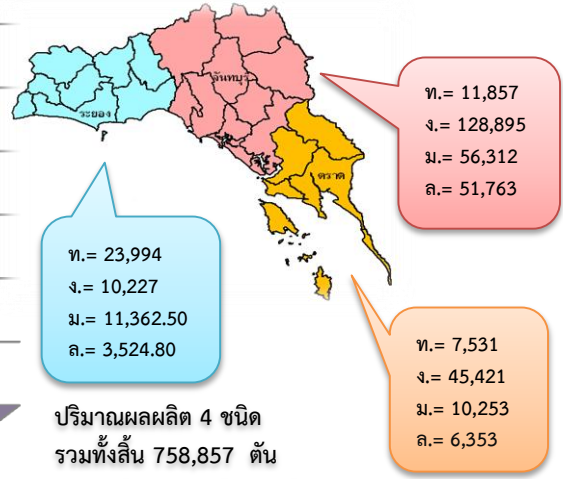 จันทบุรี
ระยอง
ตราด
ท.= 11,857
ง.= 128,895
ม.= 56,312
ล.= 51,763
ท.= 23,994
ง.= 10,227
ม.= 11,362.50
ล.= 3,524.80
ท.= 7,531
ง.= 45,421
ม.= 10,253
ล.= 6,353
ปริมาณผลผลิต 4 ชนิด
รวมทั้งสิ้น 758,857 ตัน